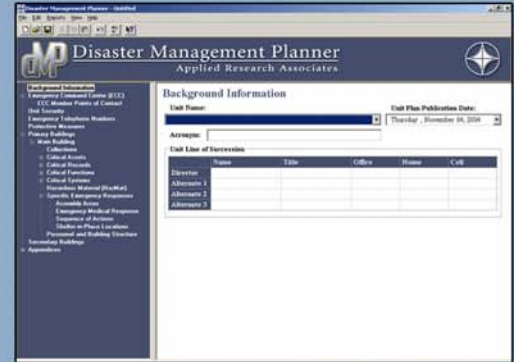 Disaster Management Planner - Untitled
File Edit Reports View Help
DMP
Disaster Management Planner
Applied Research Associates
Background Information
Emergency Command Center (ECC)
ECC Member Points of Contact
Unit Security
Emergency Telephone Numbers
Protective Measures
Primary Buildings
Main Building
Collections
Critical Assets
Critical Records
Critical Functions
Critical Systems
Hazardous Material (HazMat)
Specific Emergency Responses
Assembly Areas
Emergency Medical Response
Sequence of Actions
Shelter-in-Place Locations
Personnel and Building Structure
Secondary Buildings
Appendices
Background Information
Unit Name: Unit Plan Publication Date:
Thursday , November 04, 2004
Acronym:
Unit Line of Succession
Name Title Office Home Cell
Director
Alternate 1
Alternate 2
Alternate 3